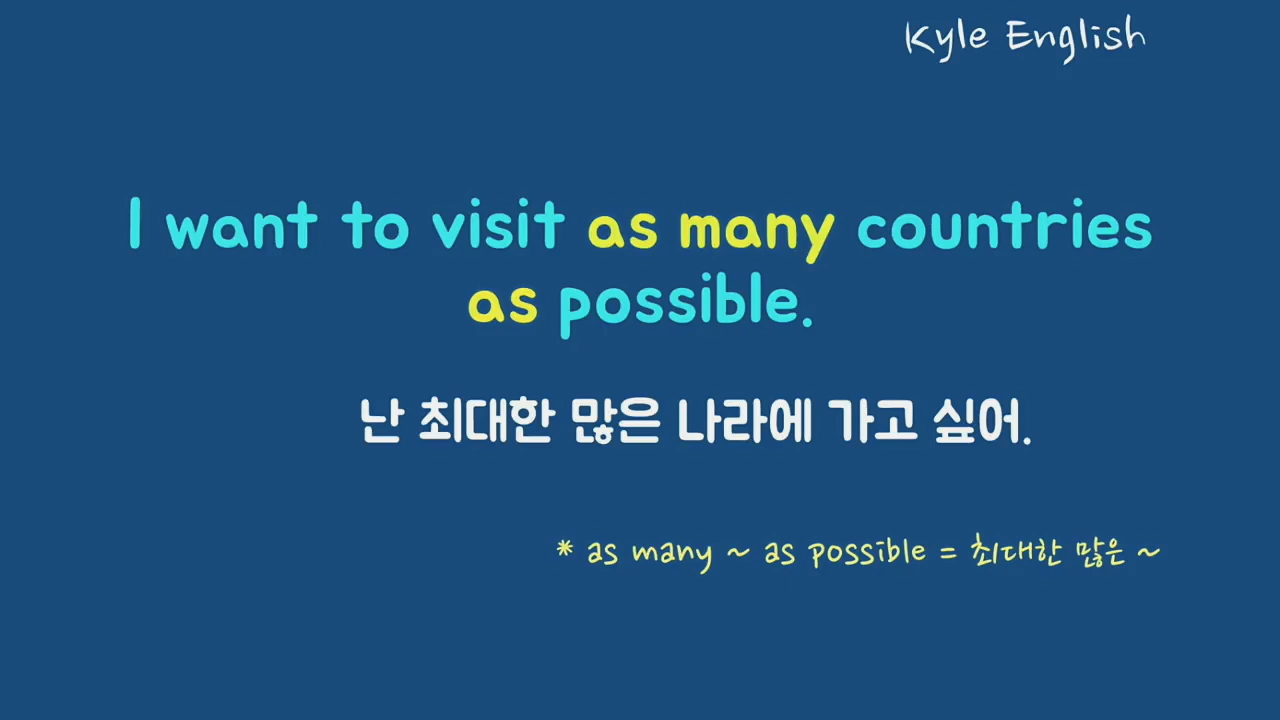 Kyle English
I want to visit as many countries
as possible.
난 최대한 많은 나라에 가고 싶어.
* as many ~ as possible = 최대한 많은 ~